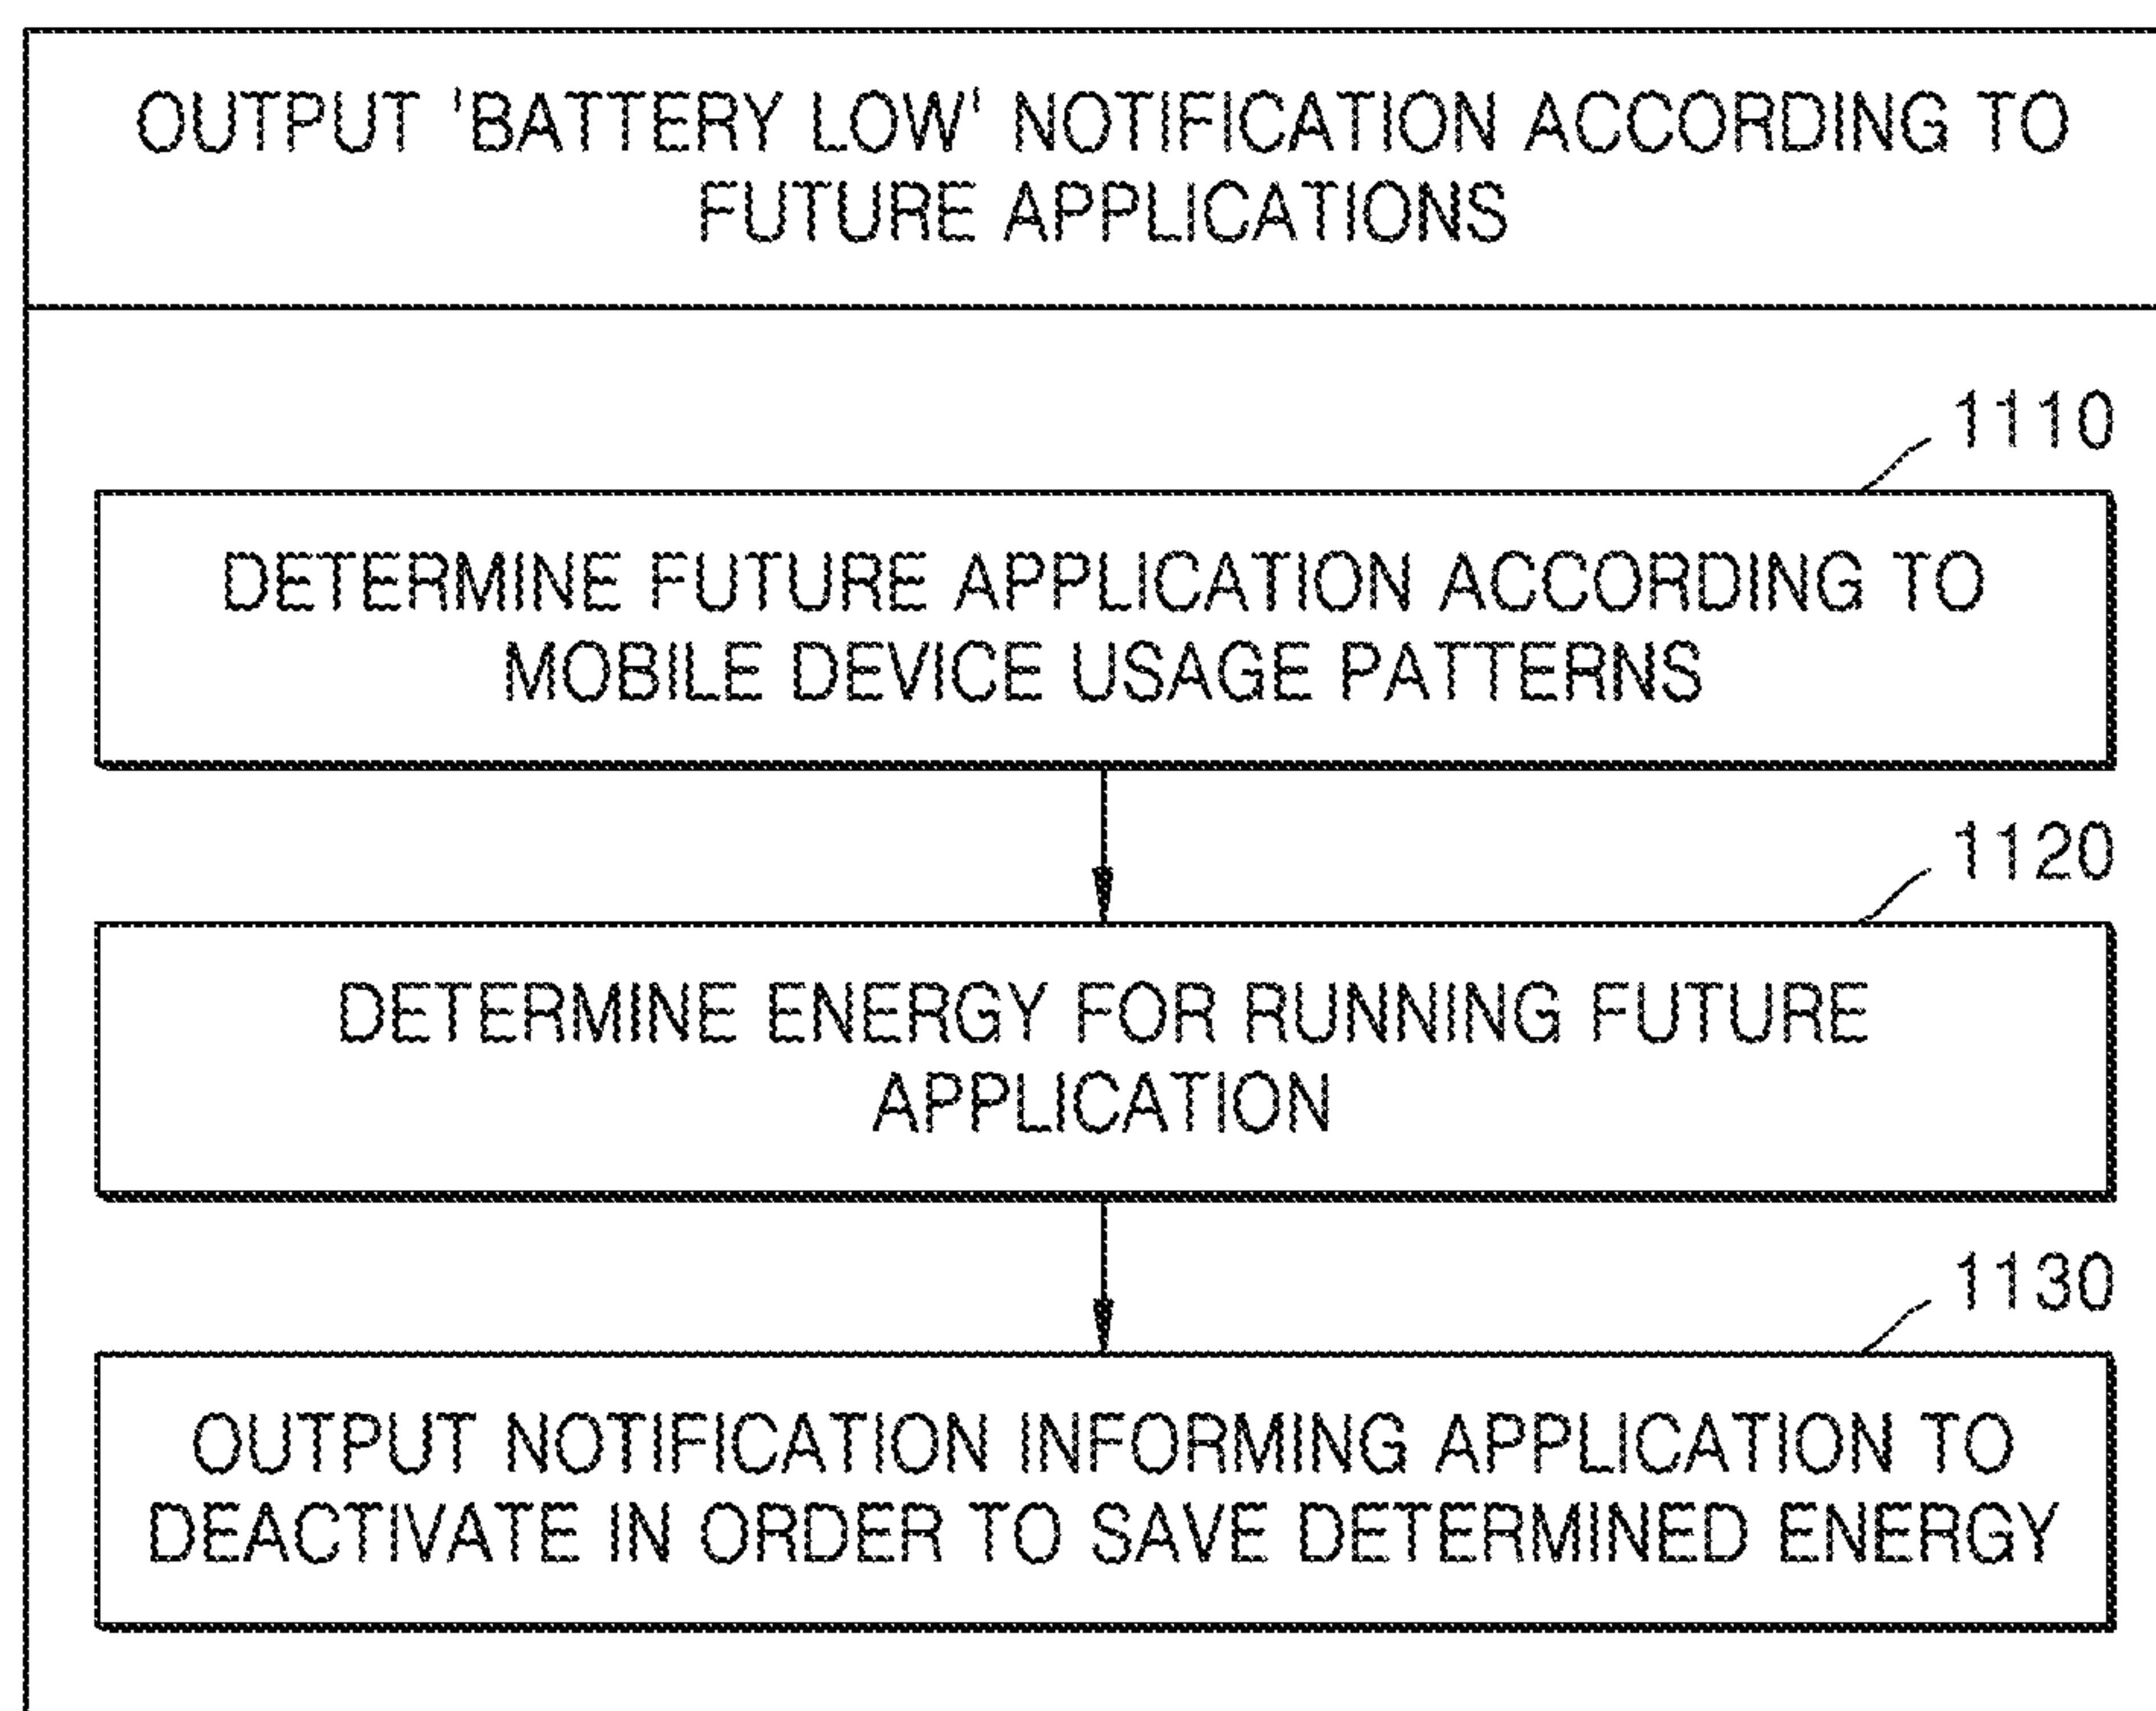 OUTPUT 'BATTERY LOW' NOTIFICATION ACCORDING TO
FUTURE APPLICATIONS
1110
DETERMINE FUTURE APPLICATION ACCORDING TO
MOBILE DEVICE USAGE PATTERNS
1120
DETERMINE ENERGY FOR RUNNING FUTURE
APPLICATION
1130
OUTPUT NOTIFICATION INFORMING APPLICATION TO
DEACTIVATE IN ORDER TO SAVE DETERMINED ENERGY